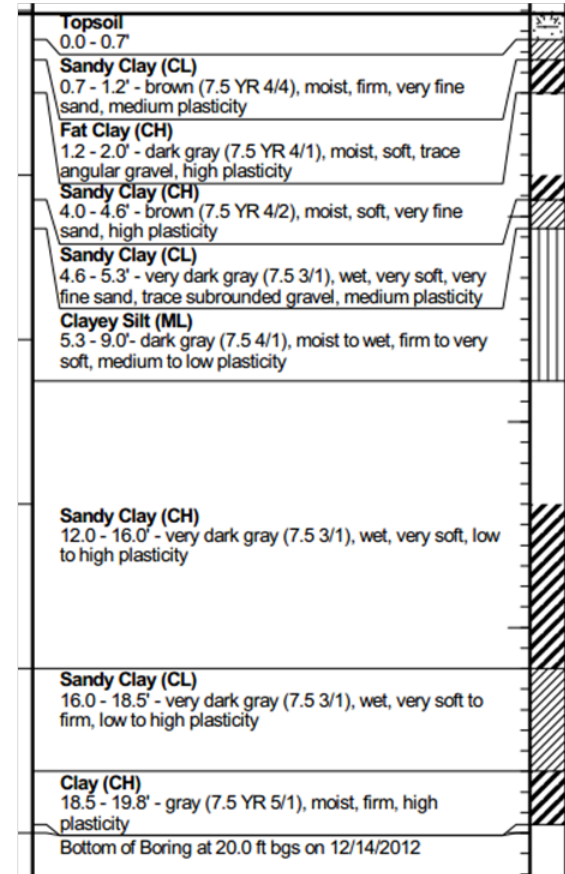 Topsoil
0.0 - 0.7'
Sandy Clay (CL)
0.7 - 1.2' - brown (7.5 YR 4/4), moist, firm, very fine
sand, medium plasticity
Fat Clay (CH)
1.2 - 2.0' - dark gray (7.5 YR 4/1), moist, soft, trace
angular gravel, high plasticity
Sandy Clay (CH)
4.0 - 4.6' - brown (7.5 YR 4/2), moist, soft, very fine
sand, high plasticity
Sandy Clay (CL)
4.6 - 5.3' - very dark gray (7.5 3/1), wet, very soft, very
fine sand, trace subrounded gravel, medium plasticity
Clayey Silt (ML)
5.3 - 9.0'- dark gray (7.5 4/1), moist to wet, firm to very
soft, medium to low plasticity
Sandy Clay (CH)
12.0 - 16.0' - very dark gray (7.5 3/1), wet, very soft, low
to high plasticity
Sandy Clay (CL)
16.0 - 18.5' - very dark gray (7.5 3/1), wet, very soft to
firm, low to high plasticity
Clay (CH)
18.5 - 19.8' - gray (7.5 YR 5/1), moist, firm, high
plasticity
Bottom of Boring at 20.0 ft bgs on 12/14/2012